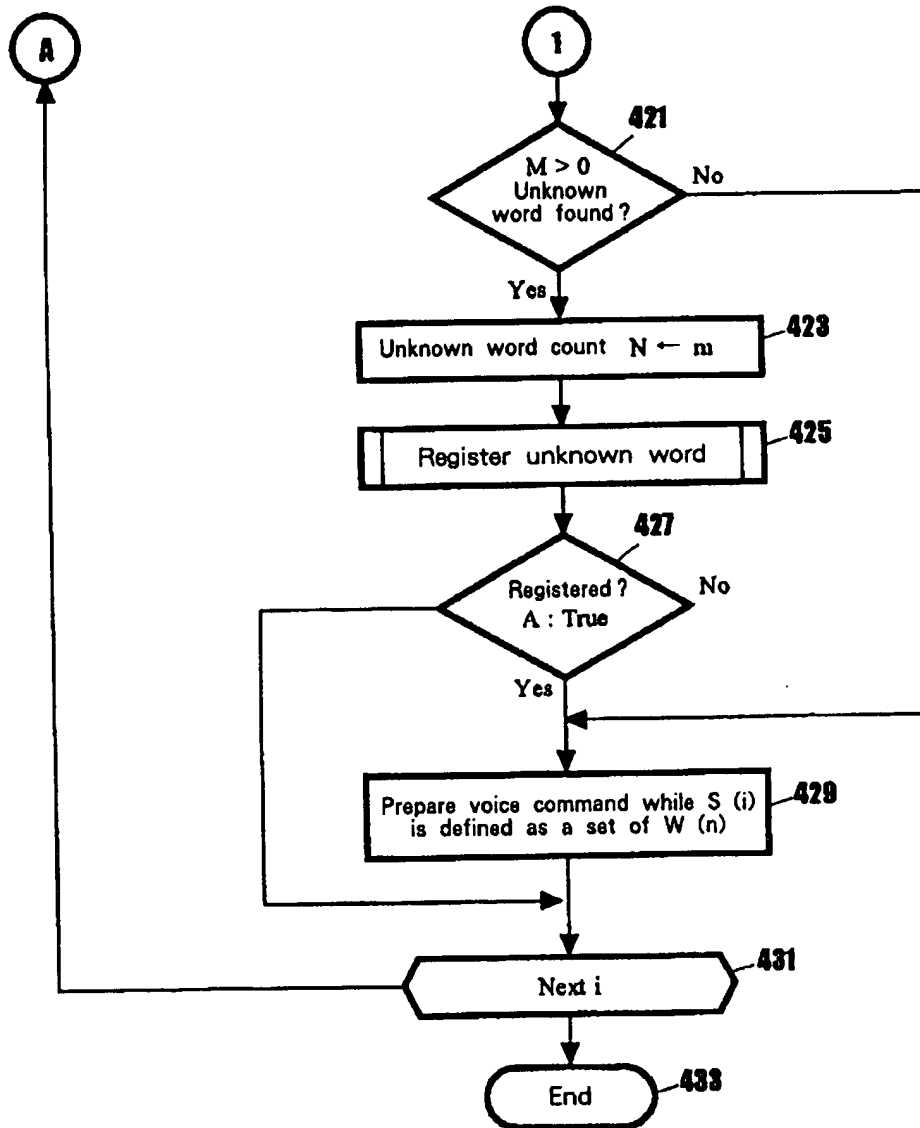 A
1
421
M > 0
Unknown
word found ?
No
Yes
423
Unknown word count N ← m
425
Register unknown word
427
Registered ?
A : True
No
Yes
429
Prepare voice command while S (i)
is defined as a set of W (n)
431
Next i
433
End